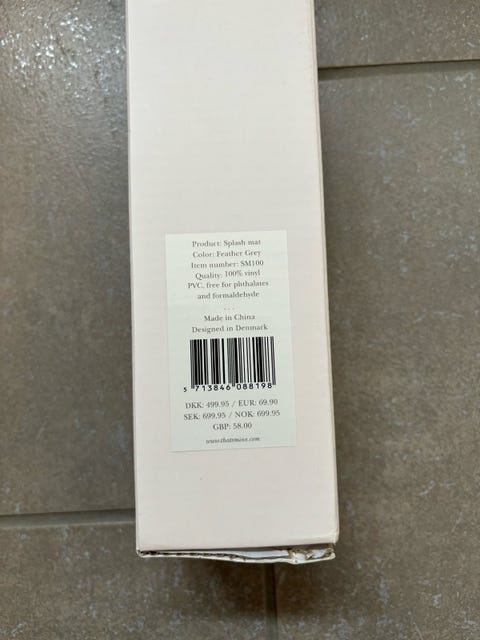 Product: Splash mat
Color: Feather Grey
Item number: SM100
Quality: 100% vinyl
PVC, free for phthalates
and formaldehyde
...
Made in China
Designed in Denmark
5 713846 088198
DKK: 499.95 / EUR: 69.90
SEK: 699.95 / NOK: 699.95
GBP: 58.00
www.thatsmine.com